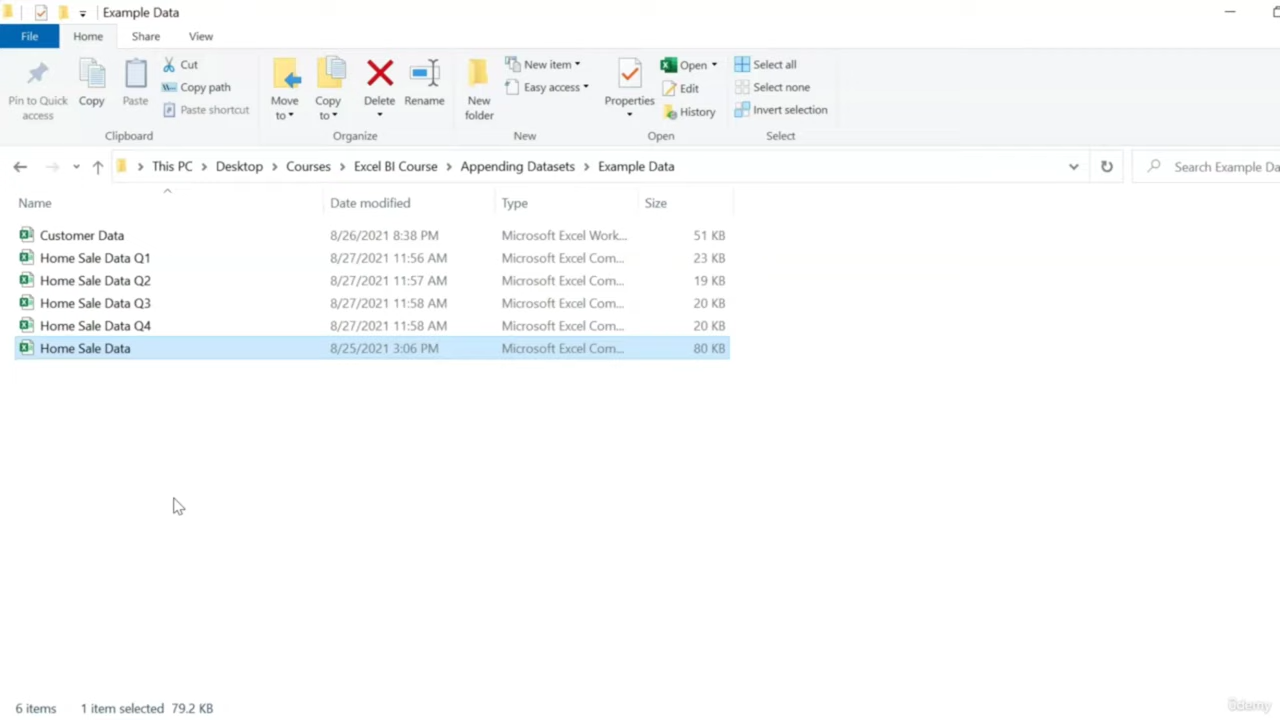 Example Data
File Home Share View
Pin to Quick access
Copy
Paste
Cut
Copy path
Paste shortcut
Clipboard
Move to
Copy to
Delete
Rename
Organize
New folder
New item
Easy access
New
Properties
Open
Edit
History
Open
Select all
Select none
Invert selection
Select
This PC > Desktop > Courses > Excel BI Course > Appending Datasets > Example Data
Search Example Da
Name Date modified Type Size
Customer Data 8/26/2021 8:38 PM Microsoft Excel Work... 51 KB
Home Sale Data Q1 8/27/2021 11:56 AM Microsoft Excel Com... 23 KB
Home Sale Data Q2 8/27/2021 11:57 AM Microsoft Excel Com... 19 KB
Home Sale Data Q3 8/27/2021 11:58 AM Microsoft Excel Com... 20 KB
Home Sale Data Q4 8/27/2021 11:58 AM Microsoft Excel Com... 20 KB
Home Sale Data 8/25/2021 3:06 PM Microsoft Excel Com... 80 KB
6 items 1 item selected 79.2 KB
Udemy